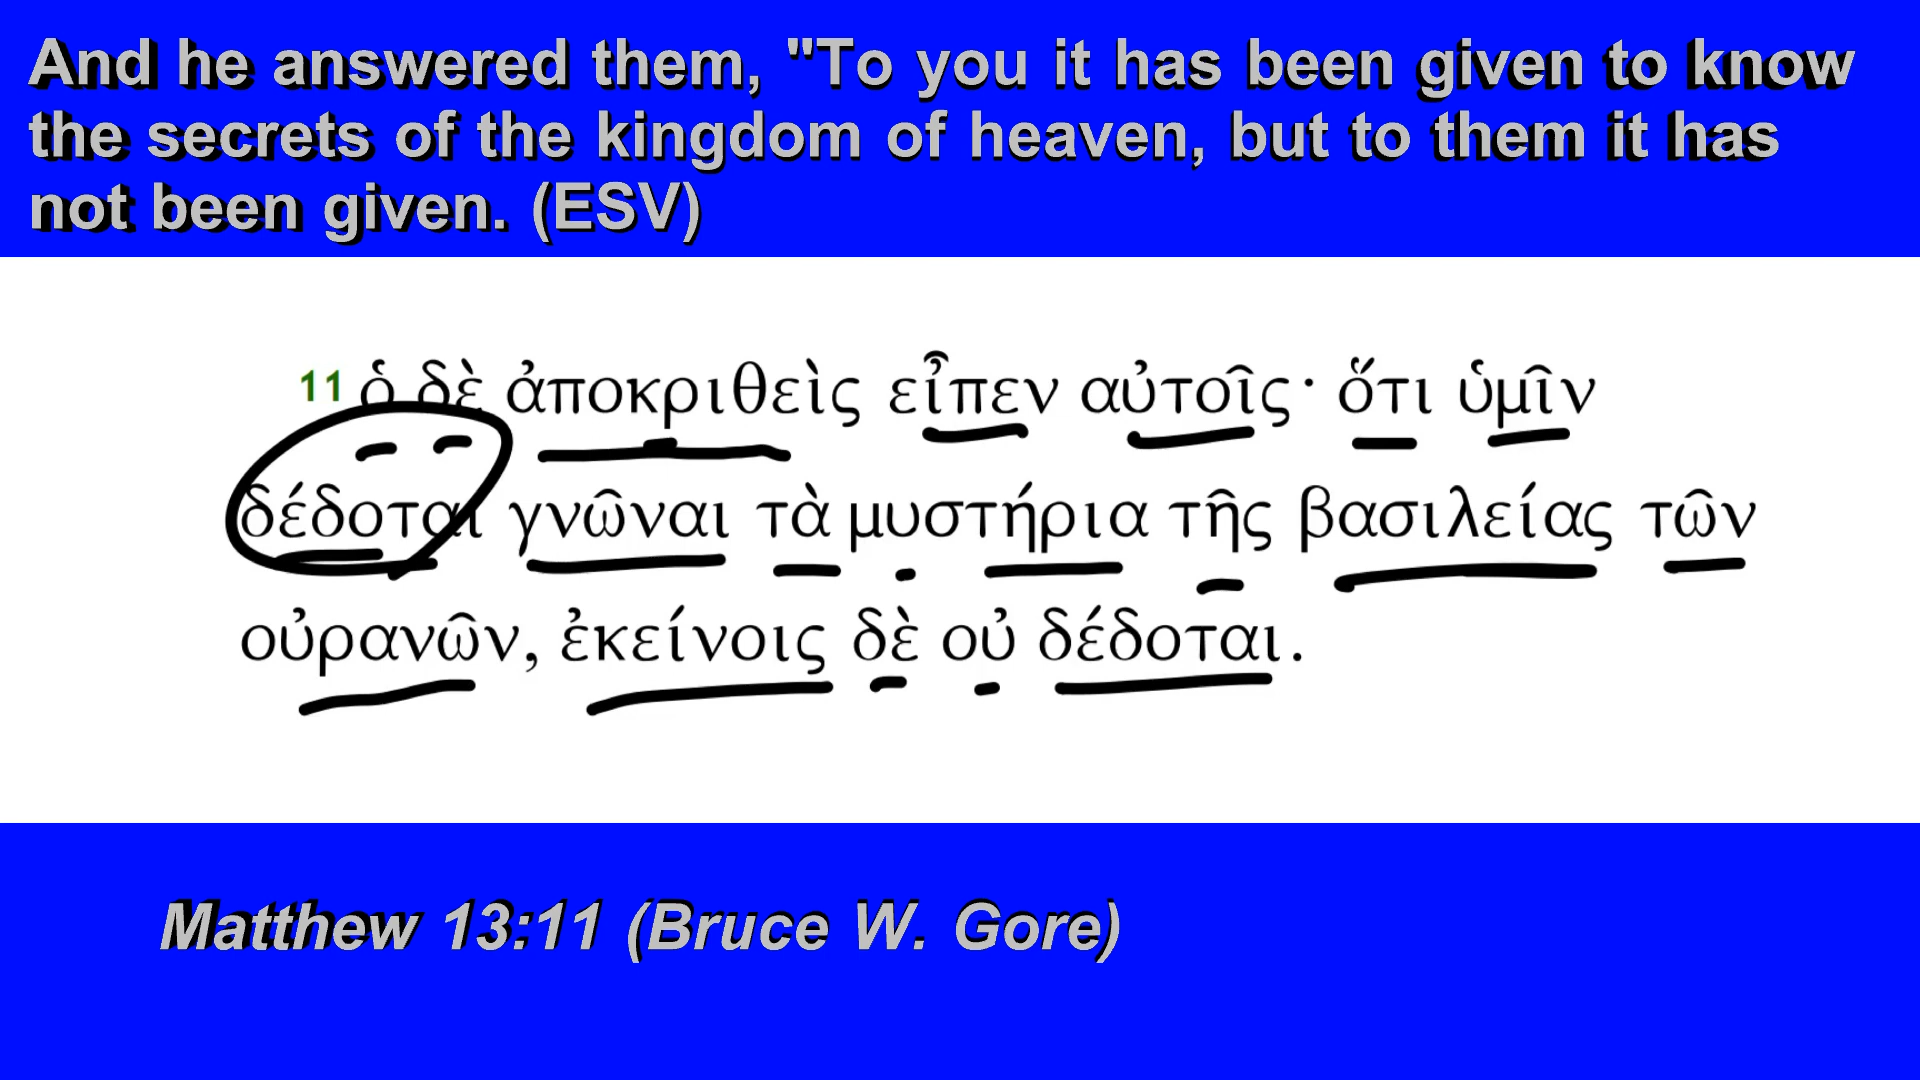 And he answered them, "To you it has been given to know
the secrets of the kingdom of heaven, but to them it has
not been given. (ESV)
11 ὁ δὲ ἀποκριθεὶς εἶπεν αὐτοῖς· ὅτι ὑμῖν
δέδοται γνῶναι τὰ μυστήρια τῆς βασιλείας τῶν
οὐρανῶν, ἐκείνοις δὲ οὐ δέδοται.
Matthew 13:11 (Bruce W. Gore)